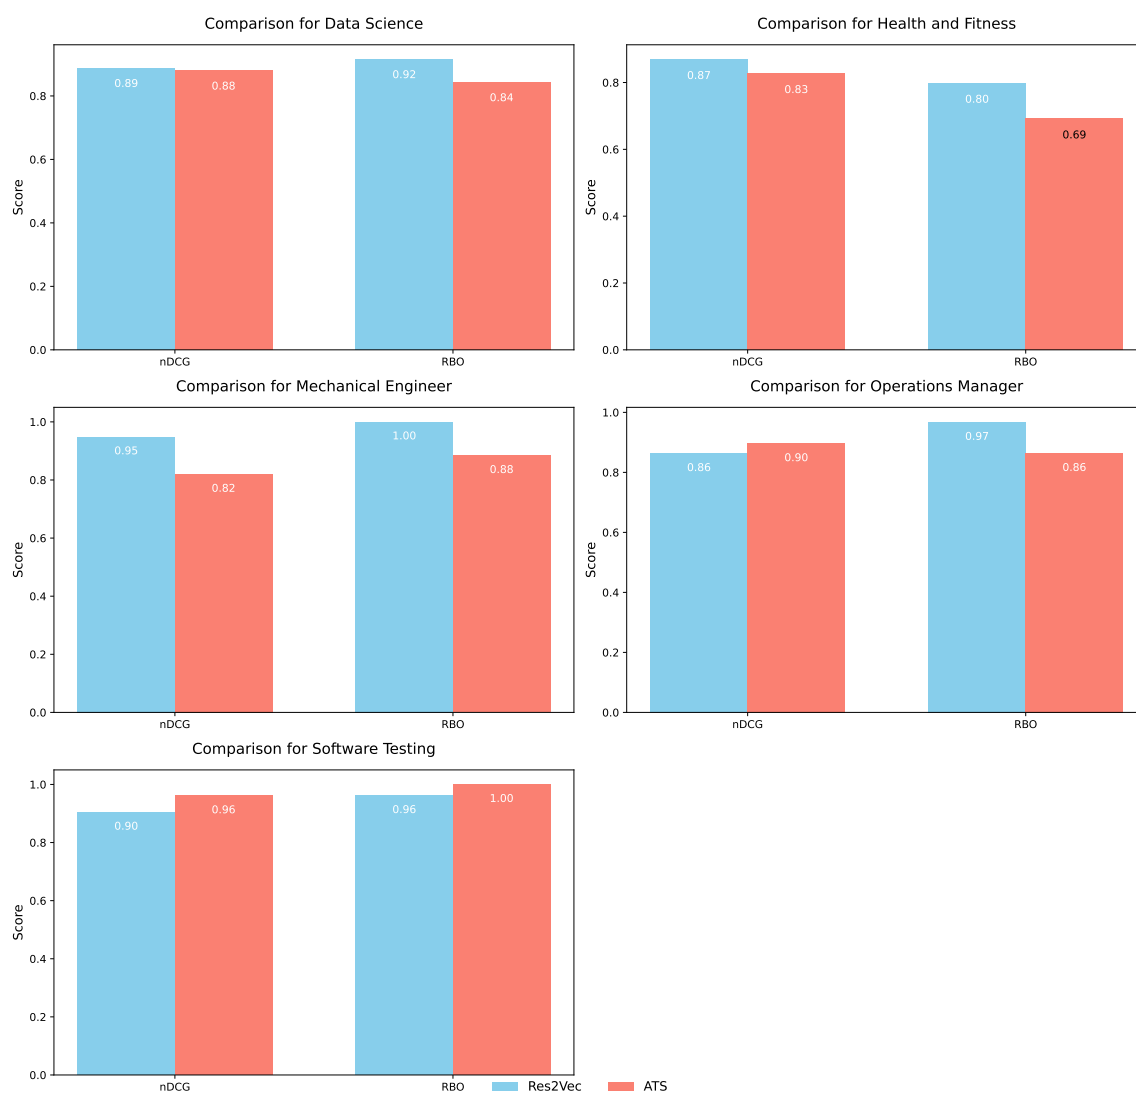 Comparison for Data Science
Score
0.8
0.6
0.4
0.2
0.0
0.89
0.88
0.92
0.84
nDCG
RBO
Comparison for Health and Fitness
Score
0.8
0.6
0.4
0.2
0.0
0.87
0.83
0.80
0.69
nDCG
RBO
Comparison for Mechanical Engineer
Score
1.0
0.8
0.6
0.4
0.2
0.0
0.95
0.82
1.00
0.88
nDCG
RBO
Comparison for Operations Manager
Score
1.0
0.8
0.6
0.4
0.2
0.0
0.86
0.90
0.97
0.86
nDCG
RBO
Comparison for Software Testing
Score
1.0
0.8
0.6
0.4
0.2
0.0
0.90
0.96
0.96
1.00
nDCG
RBO
Res2Vec
ATS